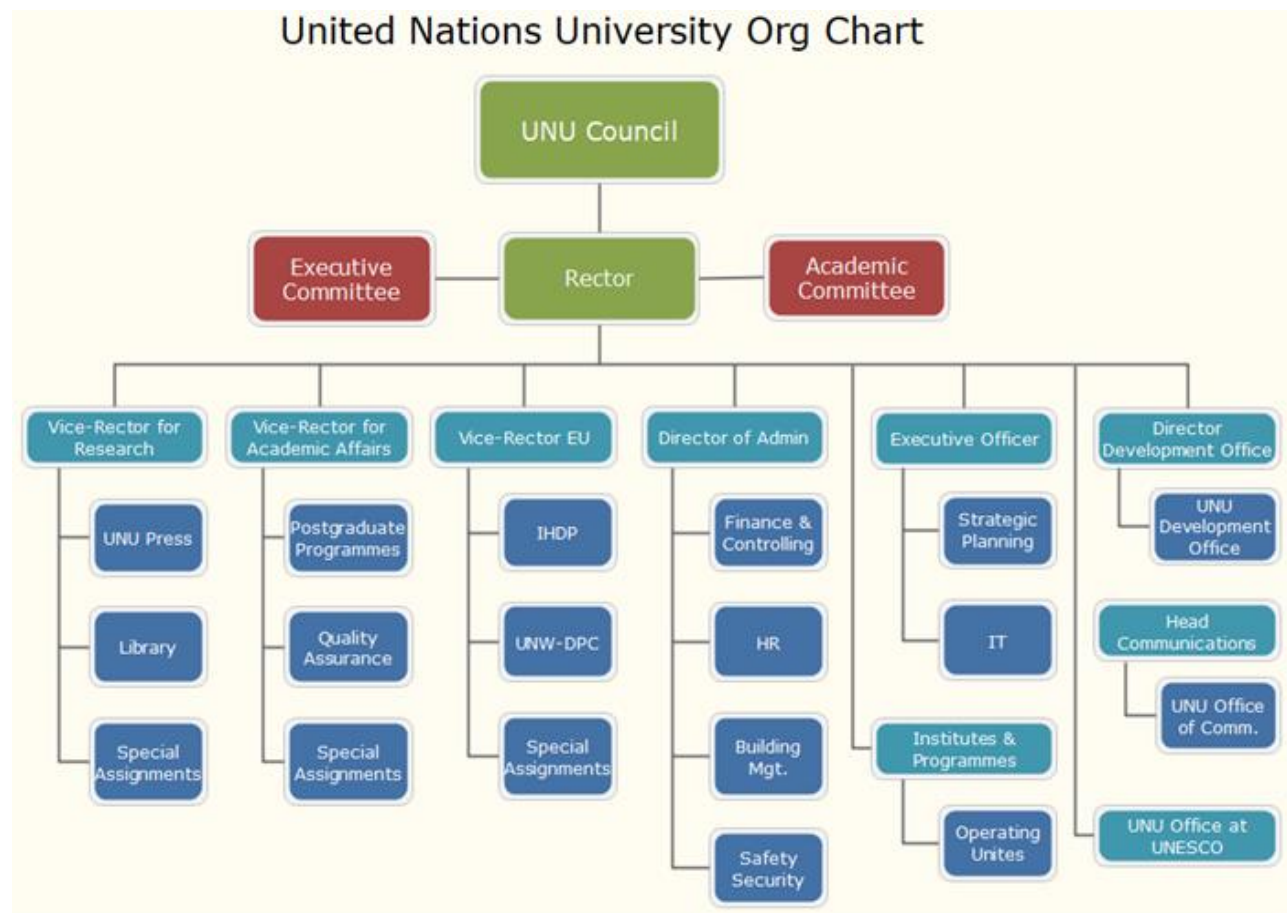 United Nations University Org Chart
UNU Council
Executive
Committee
Rector
Academic
Committee
Vice-Rector for
Research
Vice-Rector for
Academic Affairs
Vice-Rector EU
Director of Admin
Executive Officer
Director
Development Office
UNU Press
Postgraduate
Programmes
IHDP
Finance &
Controlling
Strategic
Planning
UNU
Development
Office
Library
Quality
Assurance
UNW-DPC
HR
IT
Head
Communications
Special
Assignments
Special
Assignments
Special
Assignments
Building
Mgt.
Institutes &
Programmes
UNU Office
of Comm.
Safety
Security
Operating
Unites
UNU Office at
UNESCO